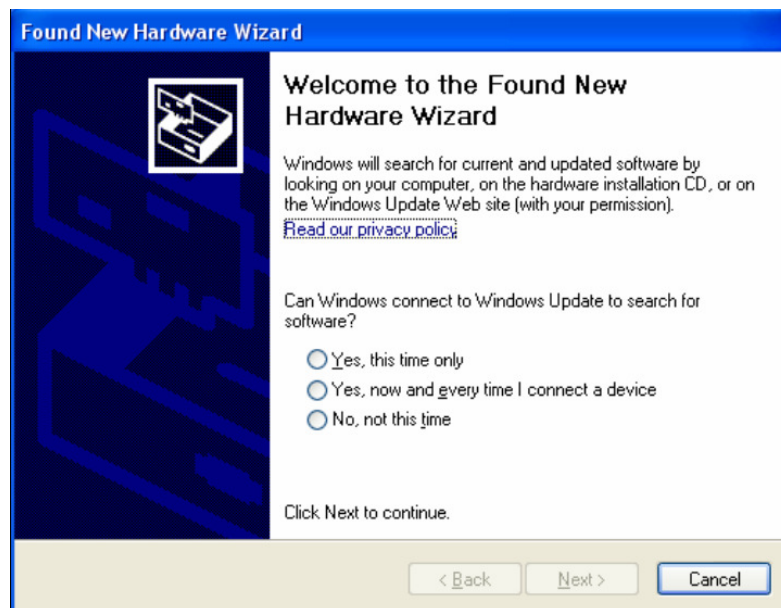 Found New Hardware Wizard
Welcome to the Found New
Hardware Wizard
Windows will search for current and updated software by
looking on your computer, on the hardware installation CD, or on
the Windows Update Web site (with your permission).
Read our privacy policy
Can Windows connect to Windows Update to search for
software?
Yes, this time only
Yes, now and every time I connect a device
No, not this time
Click Next to continue.
< Back
Next >
Cancel